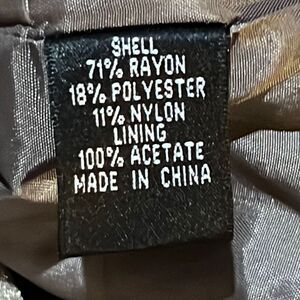 SHELL
71% RAYON
18% POLYESTER
11% NYLON
LINING
100% ACETATE
MADE IN CHINA